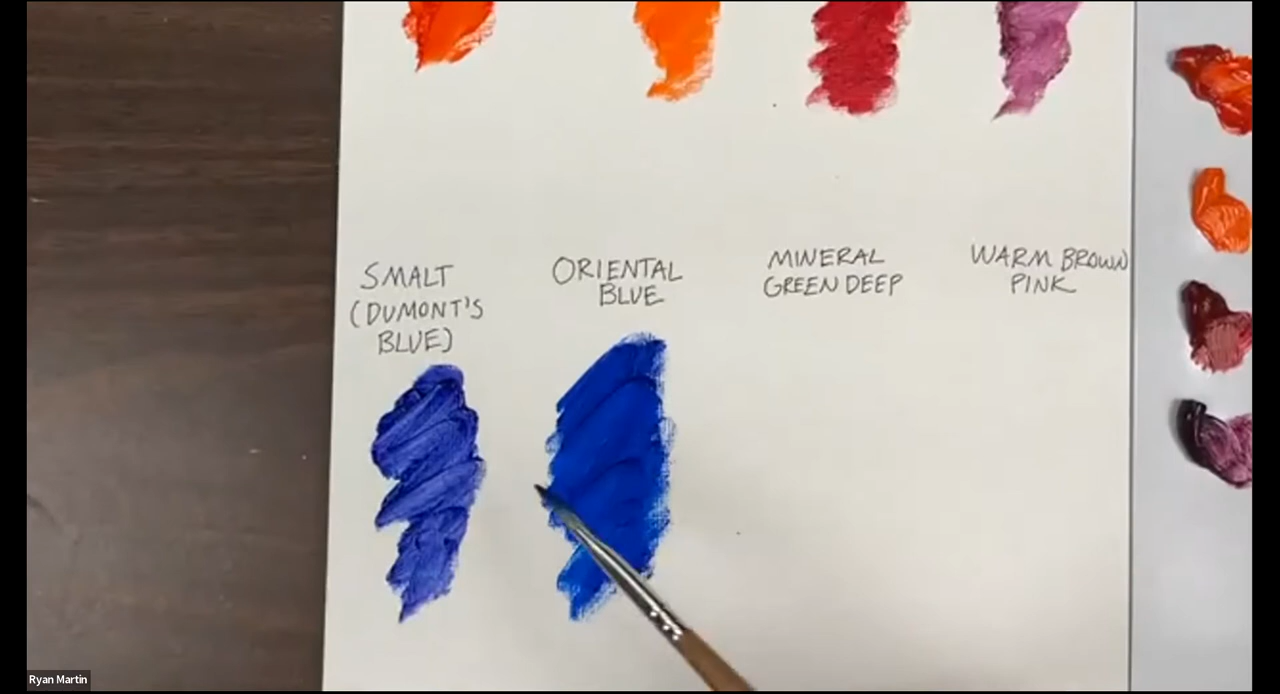 SMALT
(DUMONT'S
BLUE)
ORIENTAL
BLUE
MINERAL
GREEN DEEP
WARM BROWN
PINK
Ryan Martin